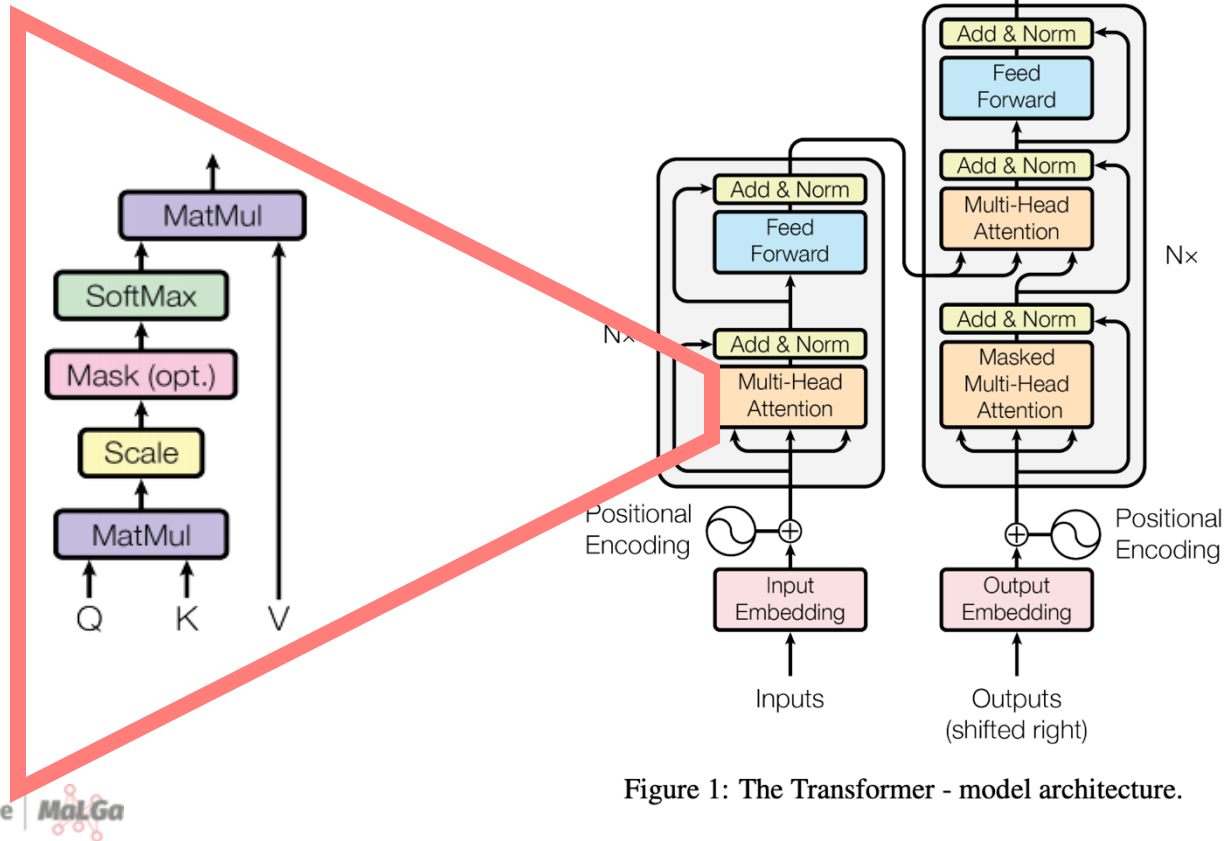 MatMul
SoftMax
Mask (opt.)
Scale
MatMul
Q K V
Add & Norm
Feed
Forward
Add & Norm
Multi-Head
Attention
N×
Positional
Encoding
Input
Embedding
Inputs
Add & Norm
Feed
Forward
Add & Norm
Multi-Head
Attention
N×
Add & Norm
Masked
Multi-Head
Attention
Positional
Encoding
Output
Embedding
Outputs
(shifted right)
Figure 1: The Transformer - model architecture.
e | MaLGa